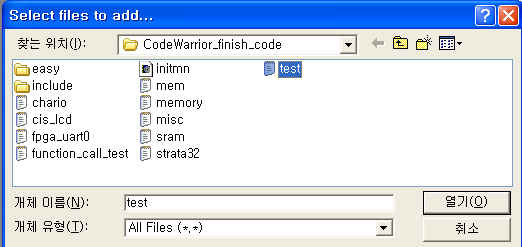 Select files to add...
찾는 위치(I):
CodeWarrior_finish_code
easy
include
chario
cis_lcd
fpga_uart0
function_call_test
initmn
mem
memory
misc
sram
strata32
test
개체 이름(N):
test
열기(O)
개체 유형(T):
All Files (*.*)
취소